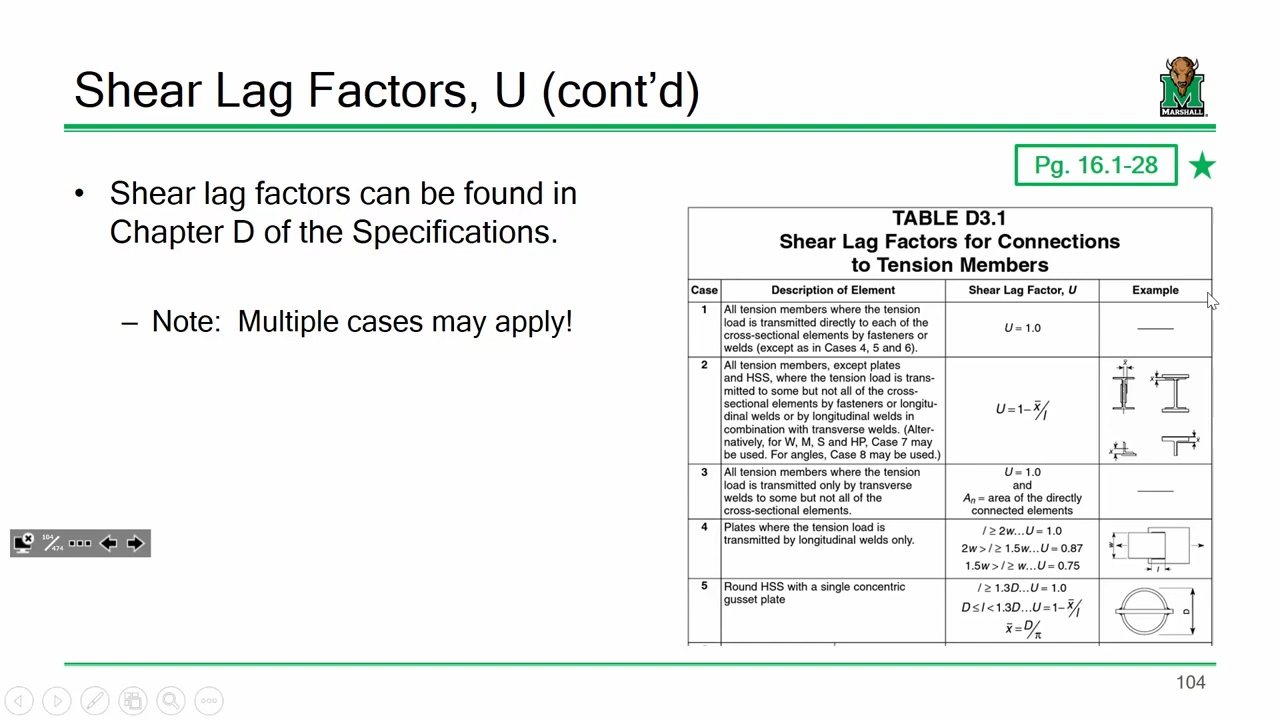 Shear Lag Factors, U (cont’d)
MARSHALL
Pg. 16.1-28
• Shear lag factors can be found in
Chapter D of the Specifications.
– Note: Multiple cases may apply!
TABLE D3.1
Shear Lag Factors for Connections
to Tension Members
Case Description of Element Shear Lag Factor, U Example
1 All tension members where the tension
load is transmitted directly to each of the
cross-sectional elements by fasteners or
welds (except as in Cases 4, 5 and 6).
U = 1.0
2 All tension members, except plates
and HSS, where the tension load is trans-
mitted to some but not all of the cross-
sectional elements by fasteners or longitu-
dinal welds or by longitudinal welds in
combination with transverse welds. (Alter-
natively, for W, M, S and HP, Case 7 may
be used. For angles, Case 8 may be used.)
U = 1– x̄/l
x̄
x̄
x̄
x̄
3 All tension members where the tension
load is transmitted only by transverse
welds to some but not all of the
cross-sectional elements.
U = 1.0
and
An = area of the directly
connected elements
4 Plates where the tension load is
transmitted by longitudinal welds only.
l ≥ 2w…U = 1.0
2w > l ≥ 1.5w…U = 0.87
1.5w > l ≥ w…U = 0.75
w
l
5 Round HSS with a single concentric
gusset plate
l ≥ 1.3D…U = 1.0
D ≤ l < 1.3D…U = 1– x̄/l
x̄ = D/π
D
104/474
104